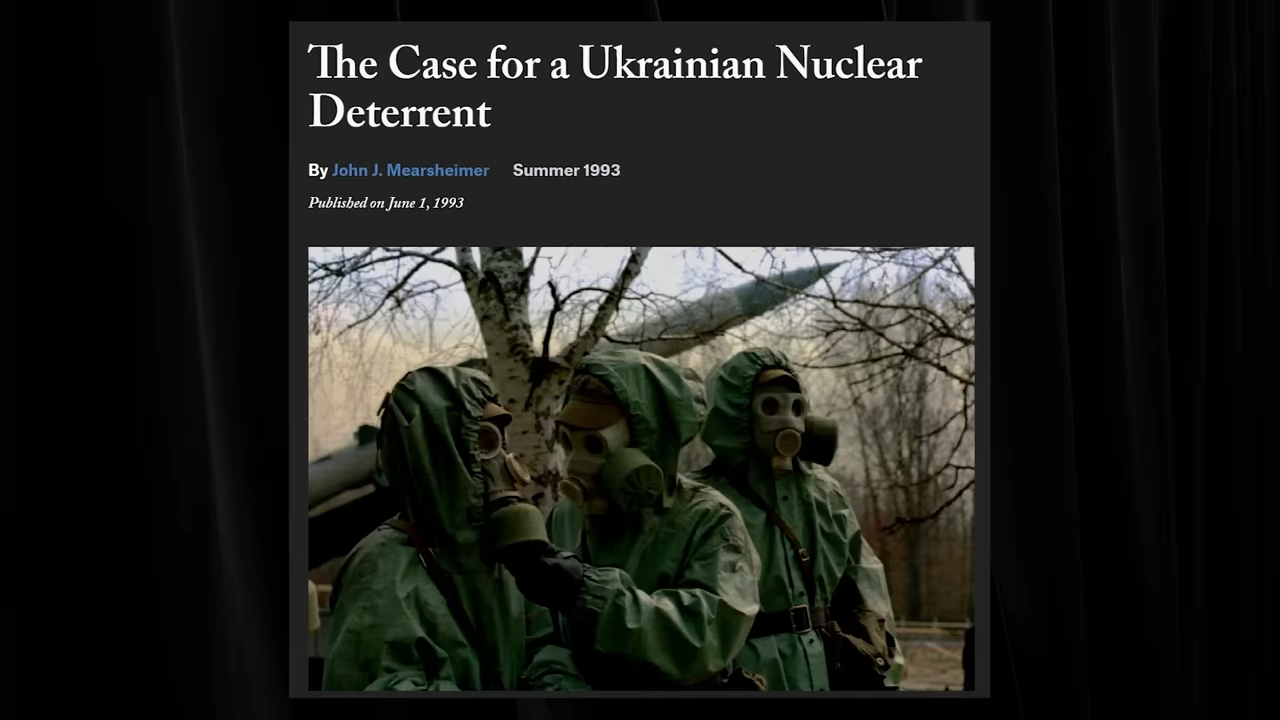 The Case for a Ukrainian Nuclear
Deterrent
By John J. Mearsheimer Summer 1993
Published on June 1, 1993